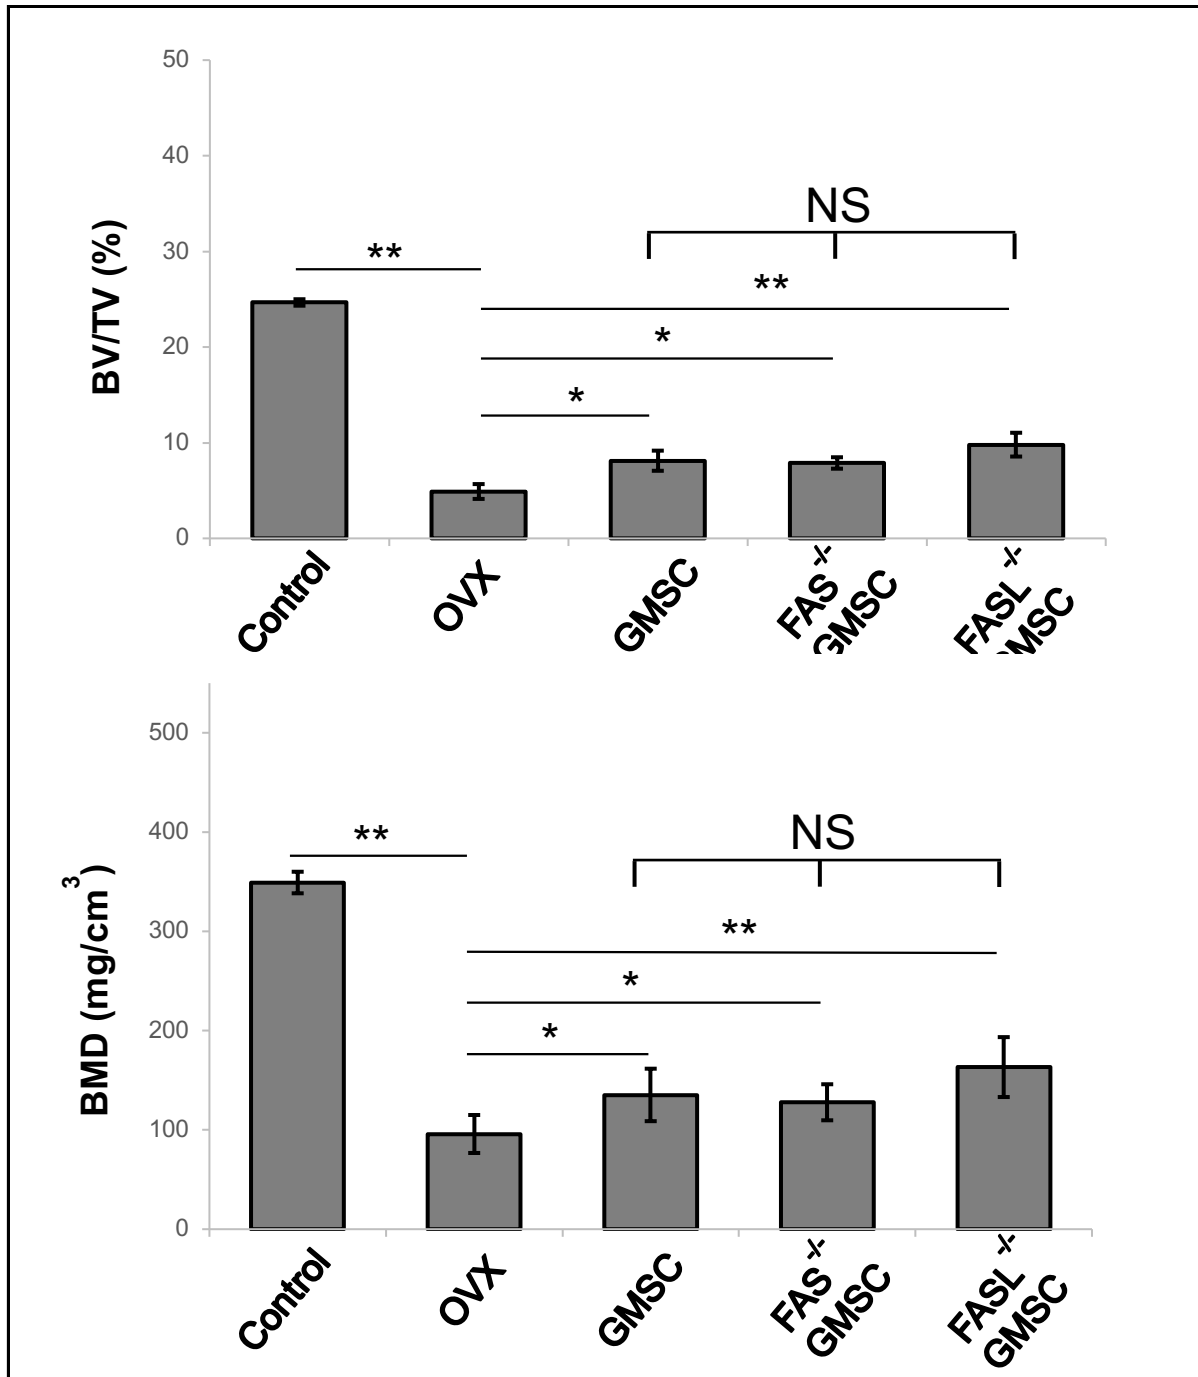 50
40
30
20
10
0
BV/TV (%)
NS
**
**
*
*
Control
OVX
GMSC
FAS-/-
GMSC
FASL-/-
GMSC
500
400
300
200
100
0
BMD (mg/cm3)
NS
**
**
*
*
Control
OVX
GMSC
FAS-/-
GMSC
FASL-/-
GMSC